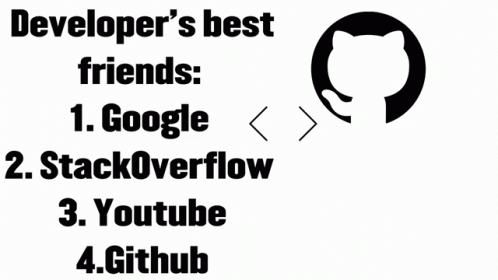 Developer's best
friends:
1. Google
2. StackOverflow
3. Youtube
4.Github